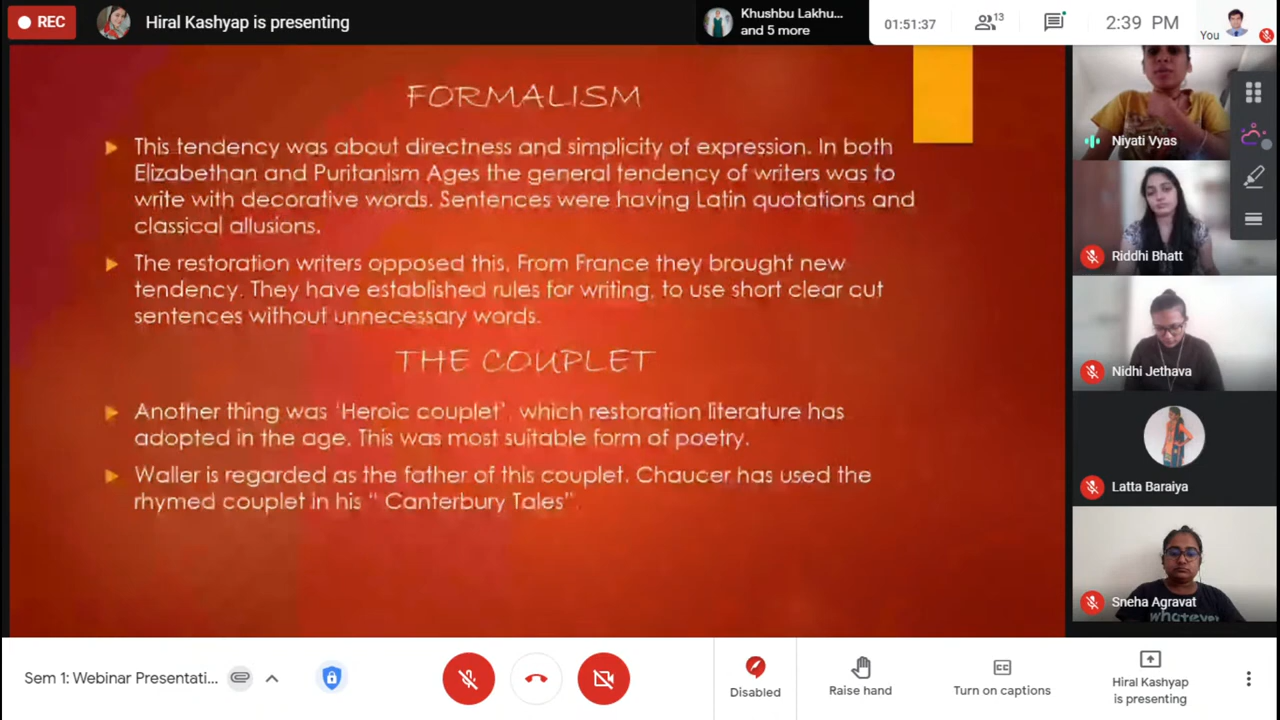 REC
Hiral Kashyap is presenting
Khushbu Lakhu...
and 5 more
01:51:37
13
2:39 PM
You
FORMALISM
This tendency was about directness and simplicity of expression. In both
Elizabethan and Puritanism Ages the general tendency of writers was to
write with decorative words. Sentences were having Latin quotations and
classical allusions.
The restoration writers opposed this. From France they brought new
tendency. They have established rules for writing, to use short clear cut
sentences without unnecessary words.
THE COUPLET
Another thing was 'Heroic couplet', which restoration literature has
adopted in the age. This was most suitable form of poetry.
Waller is regarded as the father of this couplet. Chaucer has used the
rhymed couplet in his " Canterbury Tales".
Niyati Vyas
Riddhi Bhatt
Nidhi Jethava
Latta Baraiya
Sneha Agravat
whatever
Sem 1: Webinar Presentati...
Disabled
Raise hand
CC
Turn on captions
Hiral Kashyap
is presenting